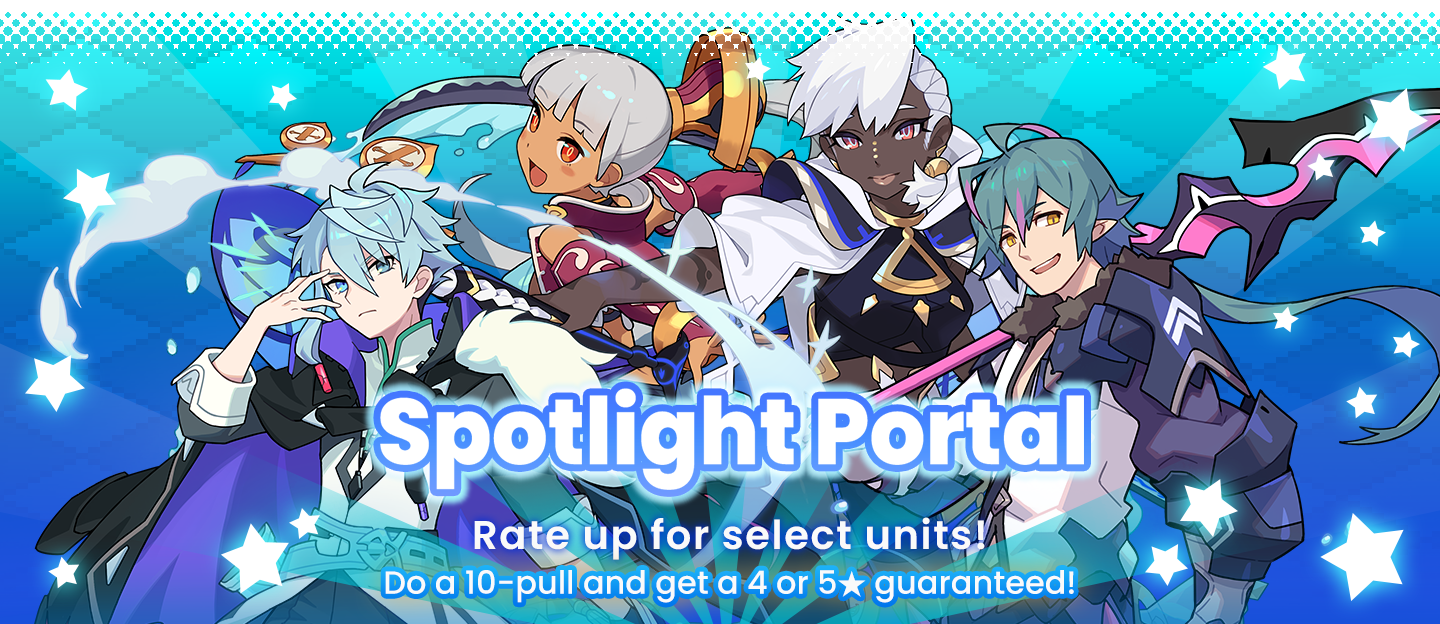 Spotlight Portal
Rate up for select units!
Do a 10-pull and get a 4 or 5★ guaranteed!